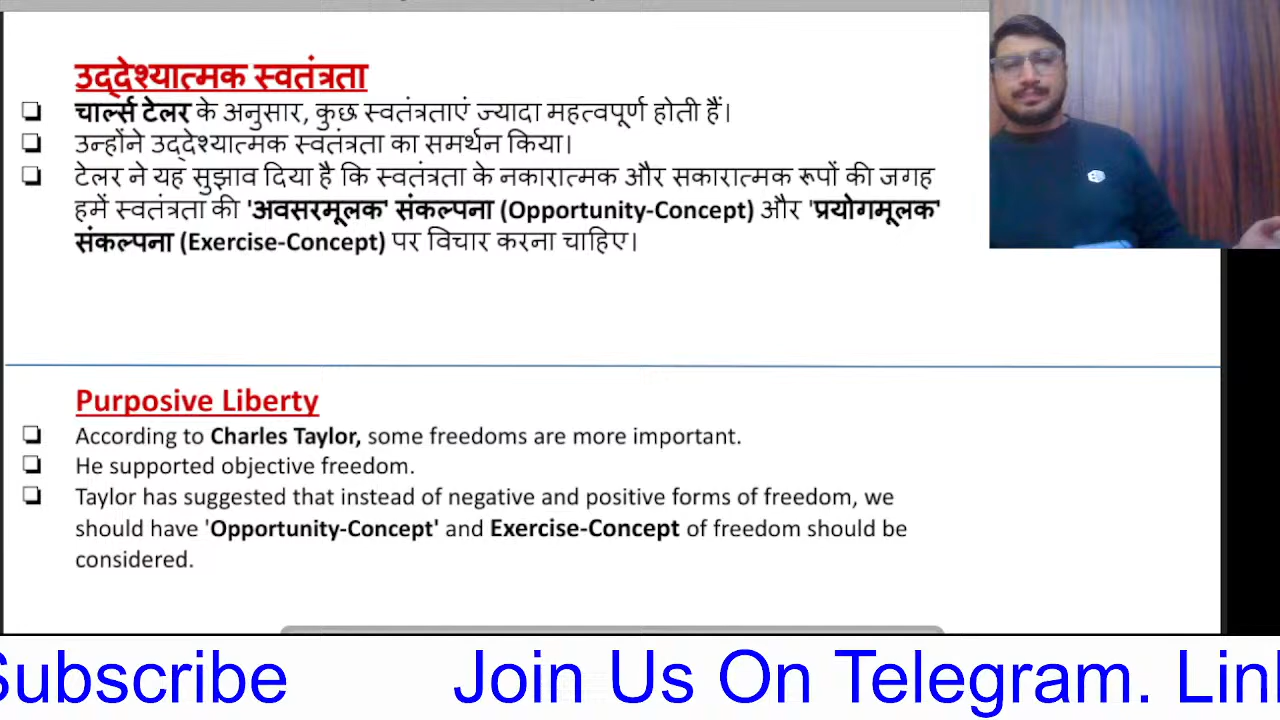 उद्देश्यात्मक स्वतंत्रता
❑ चार्ल्स टेलर के अनुसार, कुछ स्वतंत्रताएं ज्यादा महत्वपूर्ण होती हैं।
❑ उन्होंने उद्देश्यात्मक स्वतंत्रता का समर्थन किया।
❑ टेलर ने यह सुझाव दिया है कि स्वतंत्रता के नकारात्मक और सकारात्मक रूपों की जगह
हमें स्वतंत्रता की 'अवसरमूलक' संकल्पना (Opportunity-Concept) और 'प्रयोगमूलक'
संकल्पना (Exercise-Concept) पर विचार करना चाहिए।
Purposive Liberty
❑ According to Charles Taylor, some freedoms are more important.
❑ He supported objective freedom.
❑ Taylor has suggested that instead of negative and positive forms of freedom, we
should have 'Opportunity-Concept' and Exercise-Concept of freedom should be
considered.
Subscribe Join Us On Telegram. Lin